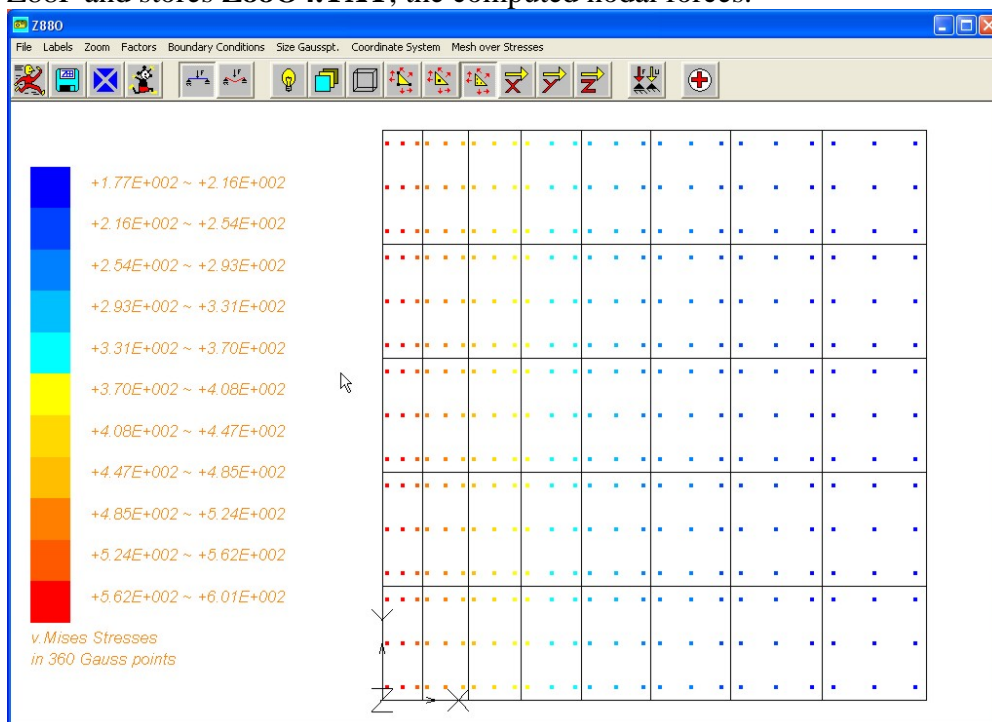 Z88F and stores Z88O4.TXT, the computed nodal forces.
Z88O
File Labels Zoom Factors Boundary Conditions Size Gausspt. Coordinate System Mesh over Stresses
+1.77E+002 ~ +2.16E+002
+2.16E+002 ~ +2.54E+002
+2.54E+002 ~ +2.93E+002
+2.93E+002 ~ +3.31E+002
+3.31E+002 ~ +3.70E+002
+3.70E+002 ~ +4.08E+002
+4.08E+002 ~ +4.47E+002
+4.47E+002 ~ +4.85E+002
+4.85E+002 ~ +5.24E+002
+5.24E+002 ~ +5.62E+002
+5.62E+002 ~ +6.01E+002
v.Mises Stresses
in 360 Gauss points
Y
Z X